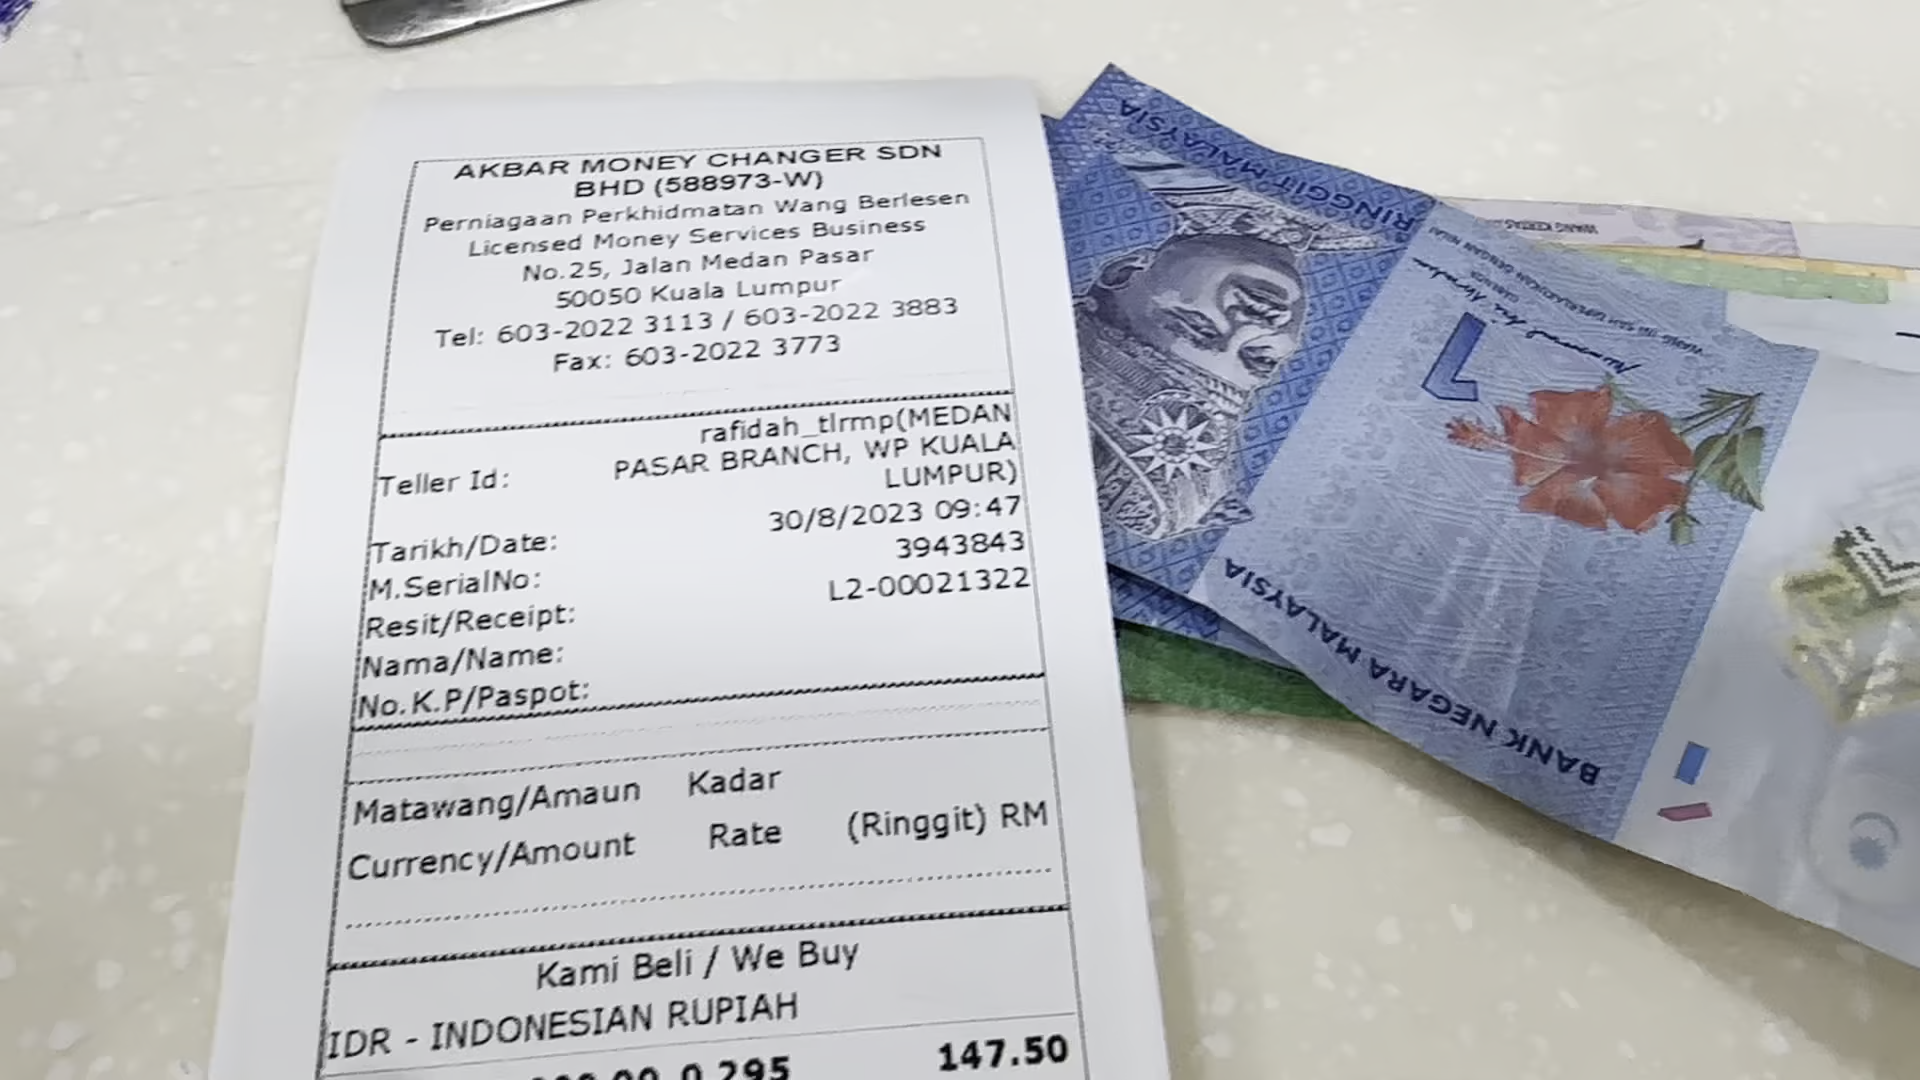 AKBAR MONEY CHANGER SDN
BHD (588973-W)
Perniagaan Perkhidmatan Wang Berlesen
Licensed Money Services Business
No.25, Jalan Medan Pasar
50050 Kuala Lumpur
Tel: 603-2022 3113 / 603-2022 3883
Fax: 603-2022 3773
rafidah_tlrmp(MEDAN
Teller Id: PASAR BRANCH, WP KUALA
LUMPUR)
Tarikh/Date: 30/8/2023 09:47
M.SerialNo: 3943843
Resit/Receipt: L2-00021322
Nama/Name:
No.K.P/Paspot:
Matawang/Amaun Kadar
Currency/Amount Rate (Ringgit) RM
Kami Beli / We Buy
IDR - INDONESIAN RUPIAH
0.295 147.50
RINGGIT MALAYSIA
1
BANK NEGARA MALAYSIA